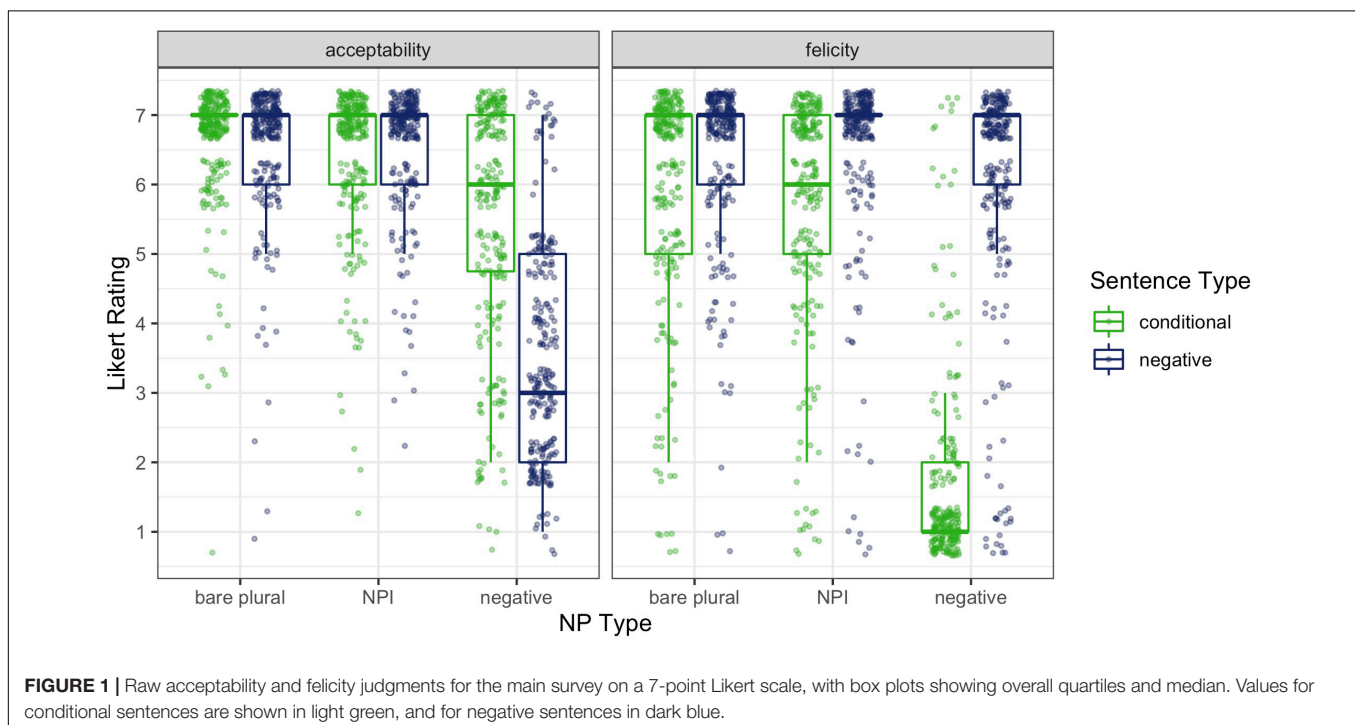 acceptability
felicity
7
6
5
4
3
2
1
Likert Rating
bare plural
NPI
negative
bare plural
NPI
negative
NP Type
Sentence Type
conditional
negative
FIGURE 1 | Raw acceptability and felicity judgments for the main survey on a 7-point Likert scale, with box plots showing overall quartiles and median. Values for
conditional sentences are shown in light green, and for negative sentences in dark blue.